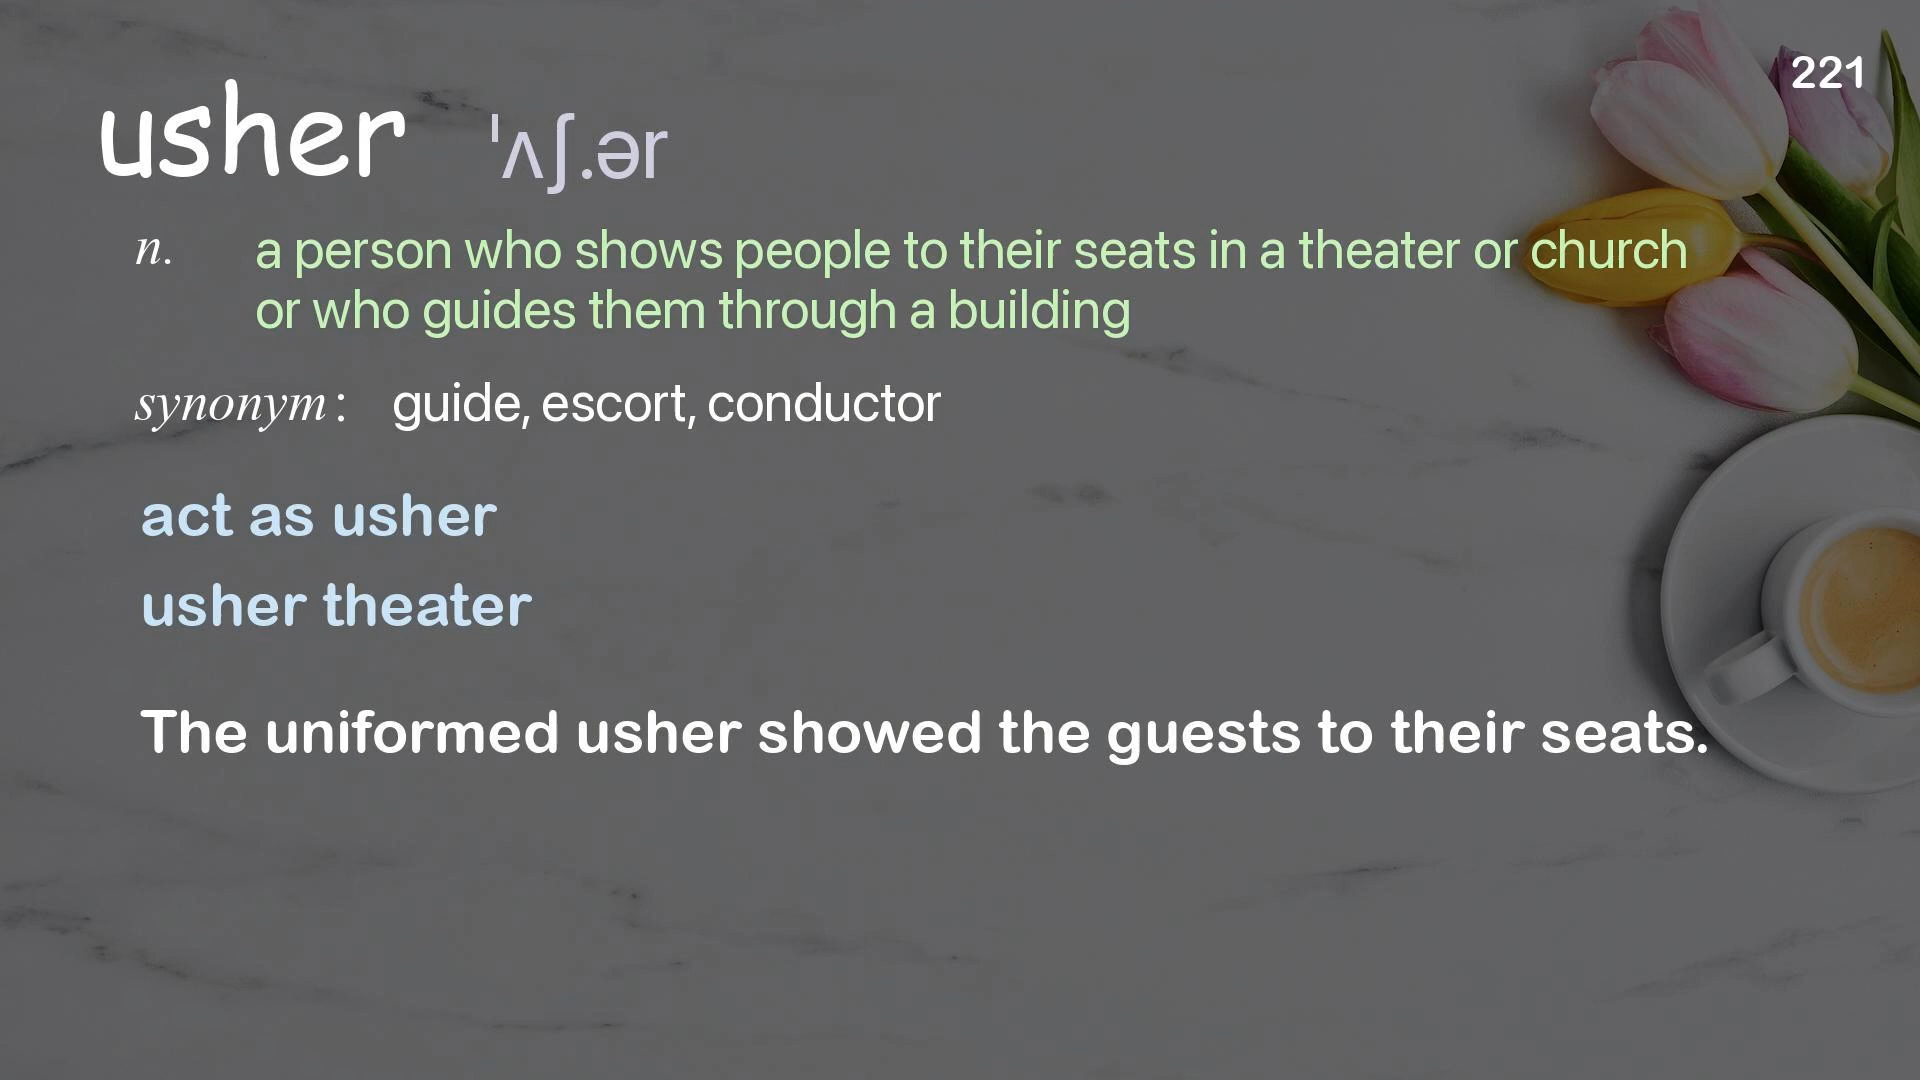 221
usher ˈʌʃ.ər
n. a person who shows people to their seats in a theater or church
or who guides them through a building
synonym: guide, escort, conductor
act as usher
usher theater
The uniformed usher showed the guests to their seats.